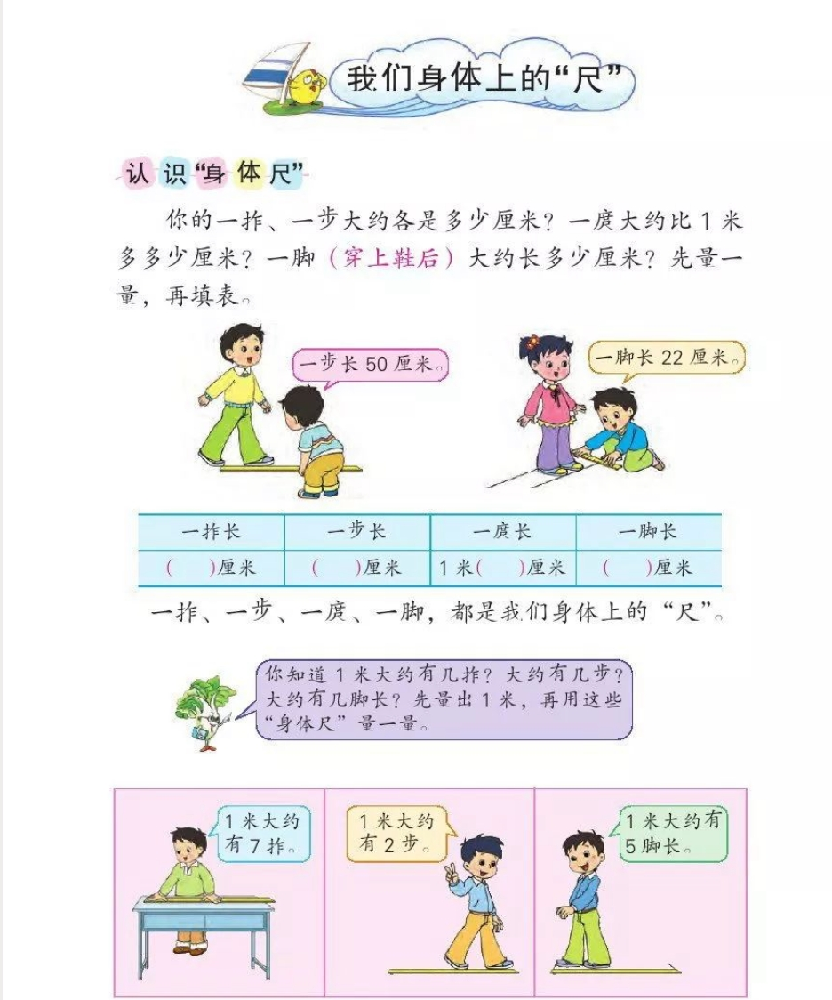 我们身体上的“尺”
认识“身体尺”
你的一拃、一步大约各是多少厘米？一庹大约比 1 米
多多少厘米？一脚（穿上鞋后）大约长多少厘米？先量一
量，再填表。
一步长 50 厘米。
一脚长 22 厘米。
一拃长 一步长 一庹长 一脚长
（ ）厘米 （ ）厘米 1 米（ ）厘米 （ ）厘米
一拃、一步、一庹、一脚，都是我们身体上的“尺”。
你知道 1 米大约有几拃？大约有几步？
大约有几脚长？先量出 1 米，再用这些
“身体尺”量一量。
1 米大约
有 7 拃。
1 米大约
有 2 步。
1 米大约有
5 脚长。